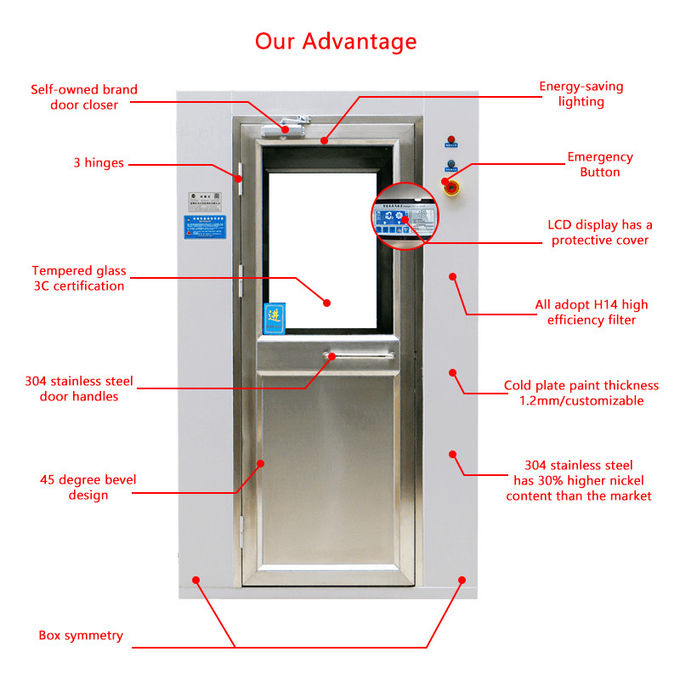 Our Advantage
Self-owned brand
door closer
Energy-saving
lighting
3 hinges
Emergency
Button
LCD display has a
protective cover
Tempered glass
3C certification
All adopt H14 high
efficiency filter
进
304 stainless steel
door handles
Cold plate paint thickness
1.2mm/customizable
45 degree bevel
design
304 stainless steel
has 30% higher nickel
content than the market
Box symmetry